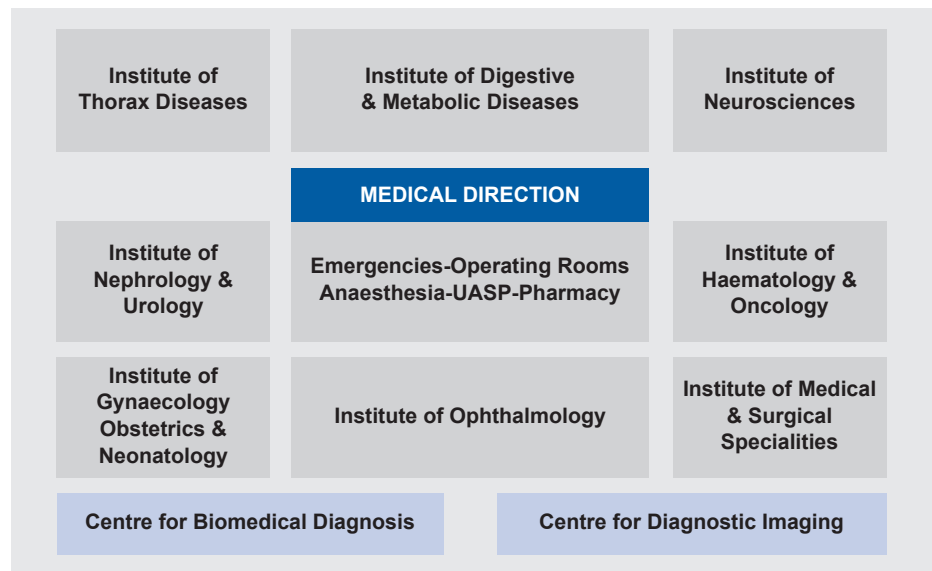 Institute of
Thorax Diseases
Institute of Digestive
& Metabolic Diseases
Institute of
Neurosciences
MEDICAL DIRECTION
Institute of
Nephrology &
Urology
Emergencies-Operating Rooms
Anaesthesia-UASP-Pharmacy
Institute of
Haematology &
Oncology
Institute of
Gynaecology
Obstetrics &
Neonatology
Institute of Ophthalmology
Institute of Medical
& Surgical
Specialities
Centre for Biomedical Diagnosis
Centre for Diagnostic Imaging